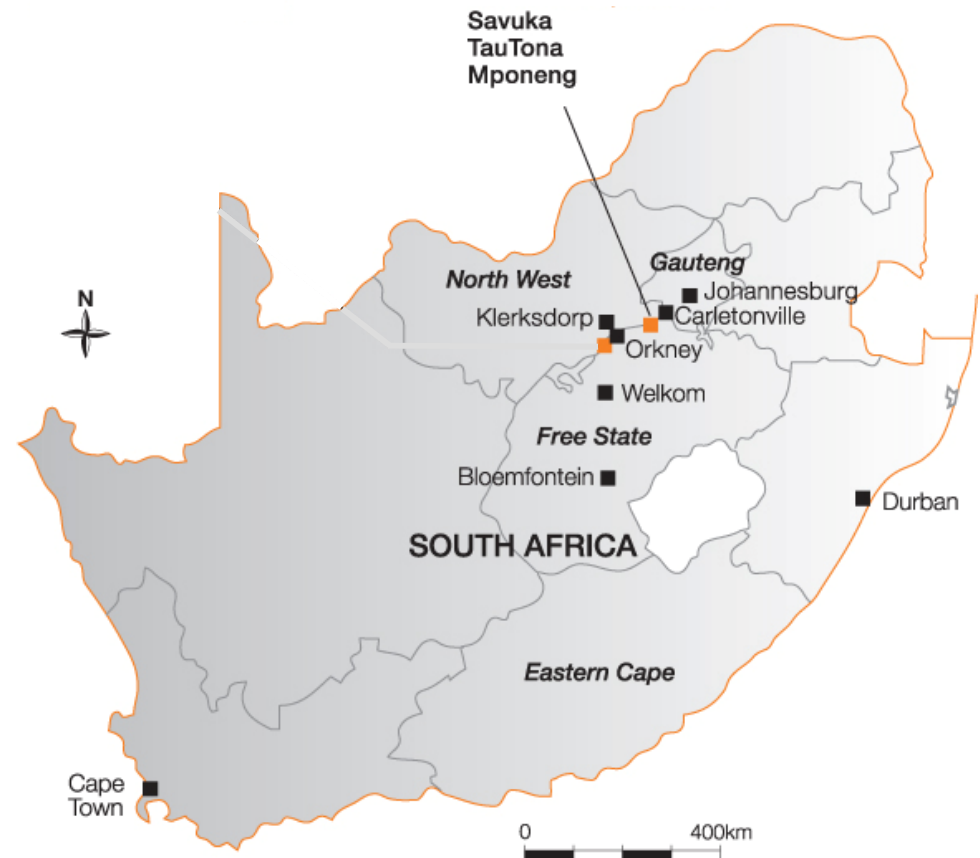 Savuka
TauTona
Mponeng
N
North West
Gauteng
Johannesburg
Klerksdorp
Carletonville
Orkney
Welkom
Free State
Bloemfontein
Durban
SOUTH AFRICA
Eastern Cape
Cape
Town
0 400km